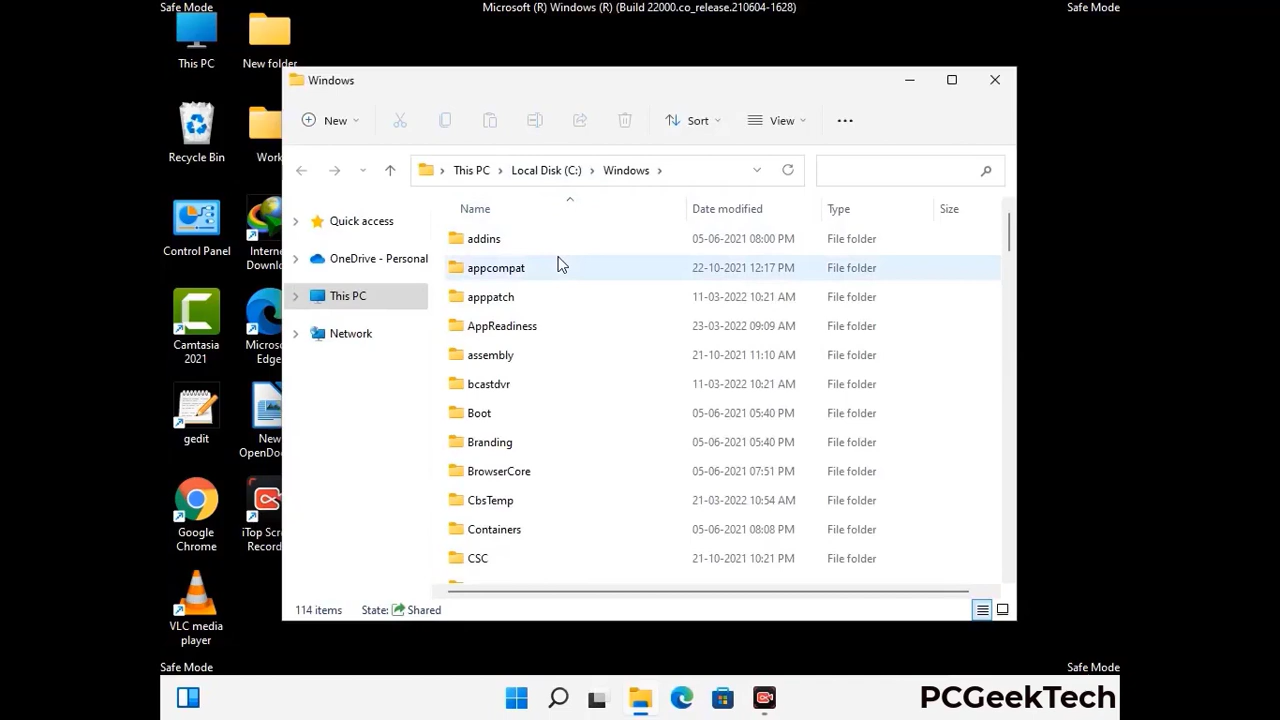 Safe Mode
Microsoft (R) Windows (R) (Build 22000.co_release.210604-1628)
Safe Mode
This PC
New folder
Recycle Bin
Work
Control Panel
Internet
Downlo
Camtasia
2021
Microso
Edge
gedit
New
OpenDoc
Google
Chrome
iTop Scre
Record
VLC media
player
Windows
New
Sort
View
This PC
Local Disk (C:)
Windows
Quick access
OneDrive - Personal
This PC
Network
Name Date modified Type Size
addins 05-06-2021 08:00 PM File folder
appcompat 22-10-2021 12:17 PM File folder
apppatch 11-03-2022 10:21 AM File folder
AppReadiness 23-03-2022 09:09 AM File folder
assembly 21-10-2021 11:10 AM File folder
bcastdvr 11-03-2022 10:21 AM File folder
Boot 05-06-2021 05:40 PM File folder
Branding 05-06-2021 05:40 PM File folder
BrowserCore 05-06-2021 07:51 PM File folder
CbsTemp 21-03-2022 10:54 AM File folder
Containers 05-06-2021 08:08 PM File folder
CSC 21-10-2021 10:21 PM File folder
114 items State: Shared
Safe Mode
Safe Mode
PCGeekTech